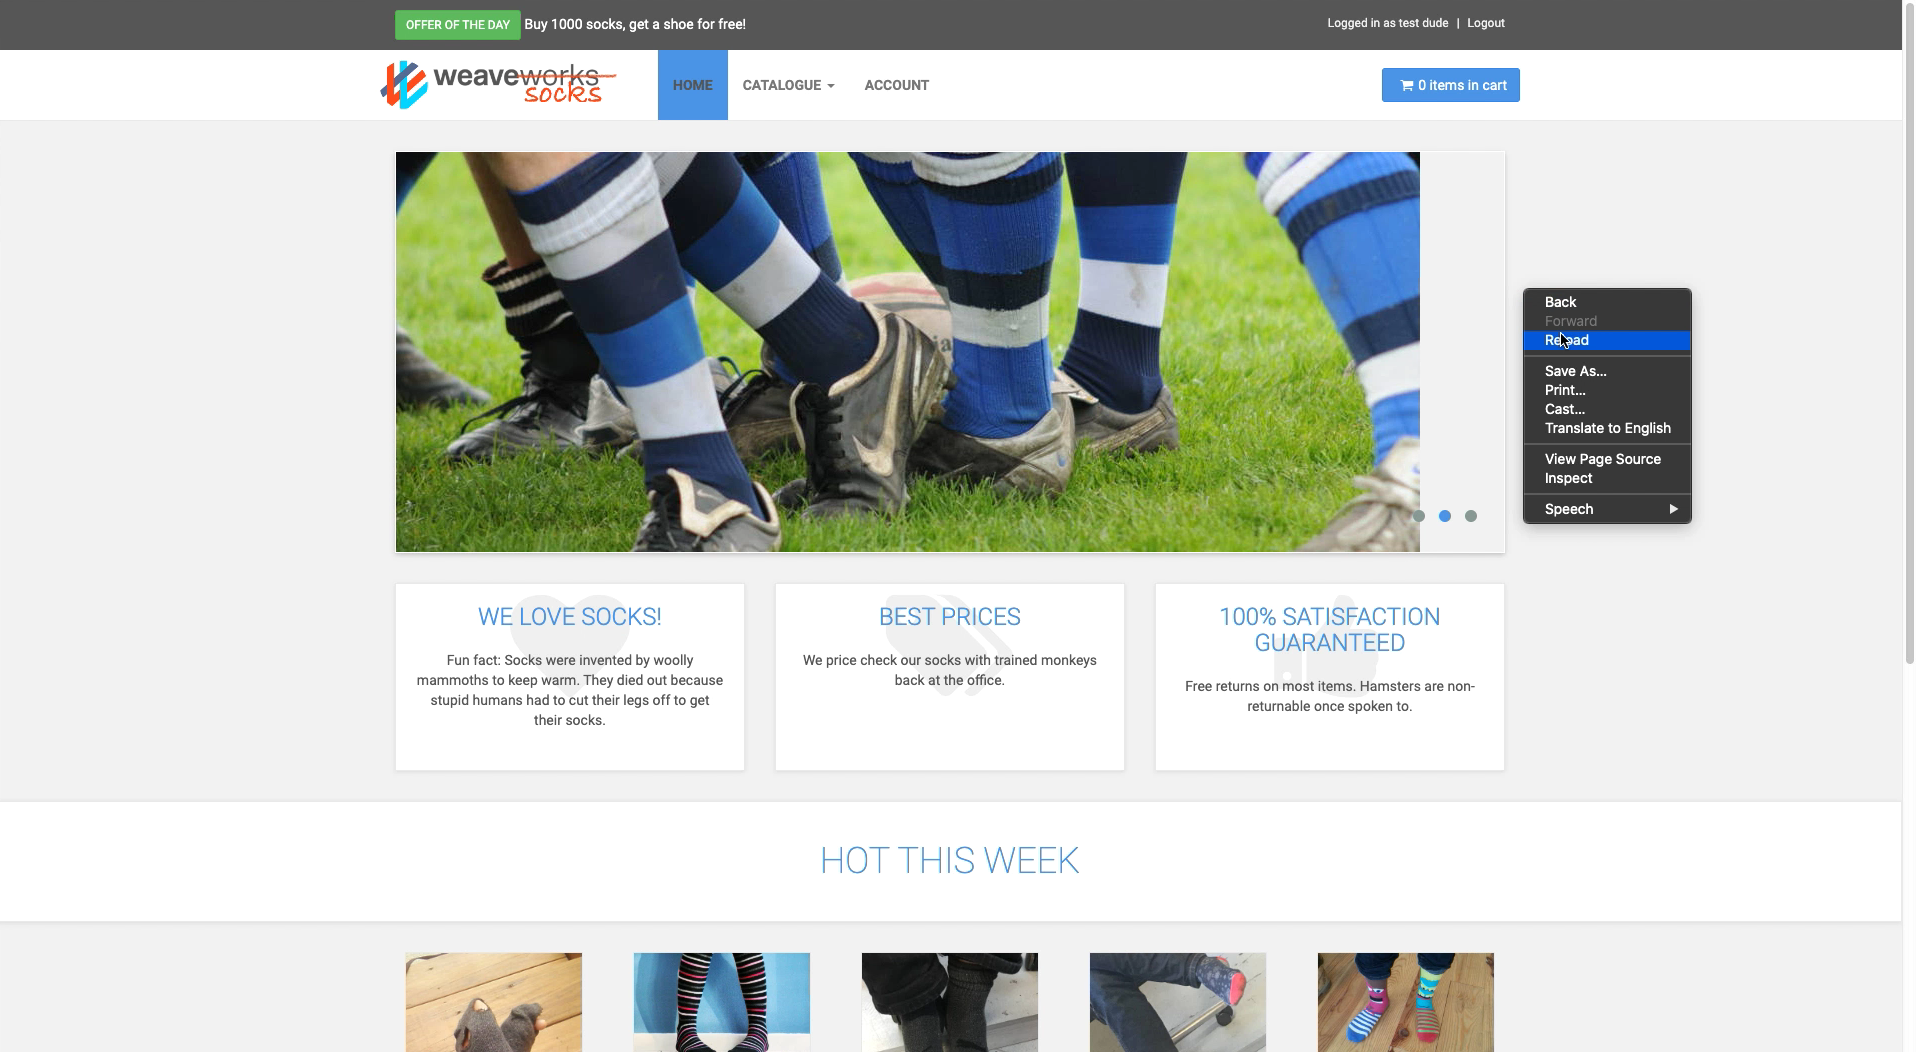 OFFER OF THE DAY Buy 1000 socks, get a shoe for free!
Logged in as test dude | Logout
weaveworks
socks
HOME CATALOGUE ACCOUNT
0 items in cart
Back
Forward
Reload
Save As...
Print...
Cast...
Translate to English
View Page Source
Inspect
Speech
WE LOVE SOCKS!
Fun fact: Socks were invented by woolly
mammoths to keep warm. They died out because
stupid humans had to cut their legs off to get
their socks.
BEST PRICES
We price check our socks with trained monkeys
back at the office.
100% SATISFACTION
GUARANTEED
Free returns on most items. Hamsters are non-
returnable once spoken to.
HOT THIS WEEK